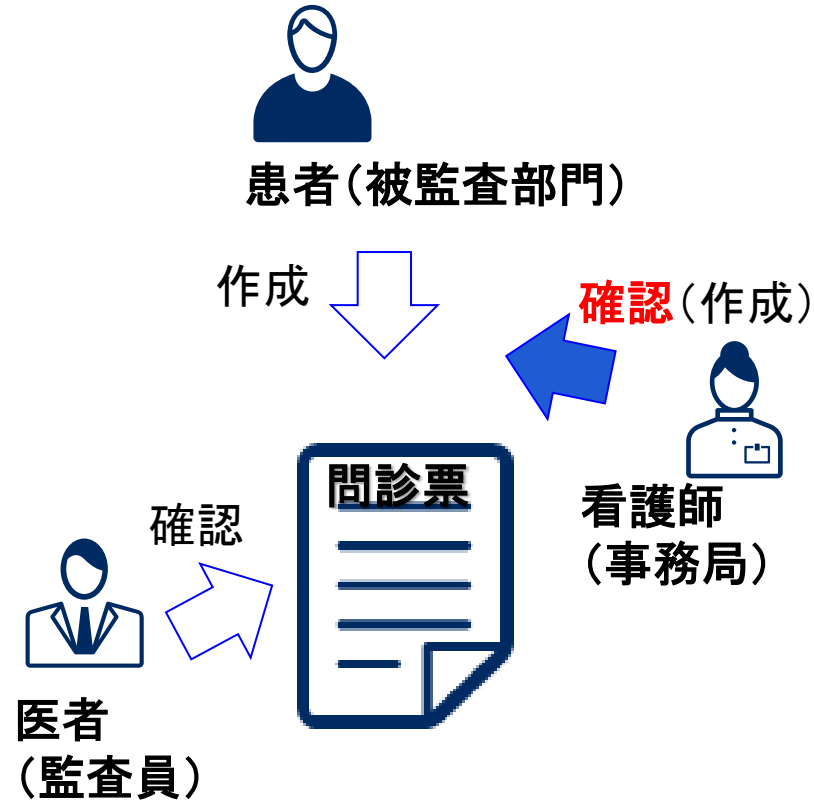 患者（被監査部門）
作成
確認（作成）
問診票
看護師
（事務局）
確認
医者
（監査員）